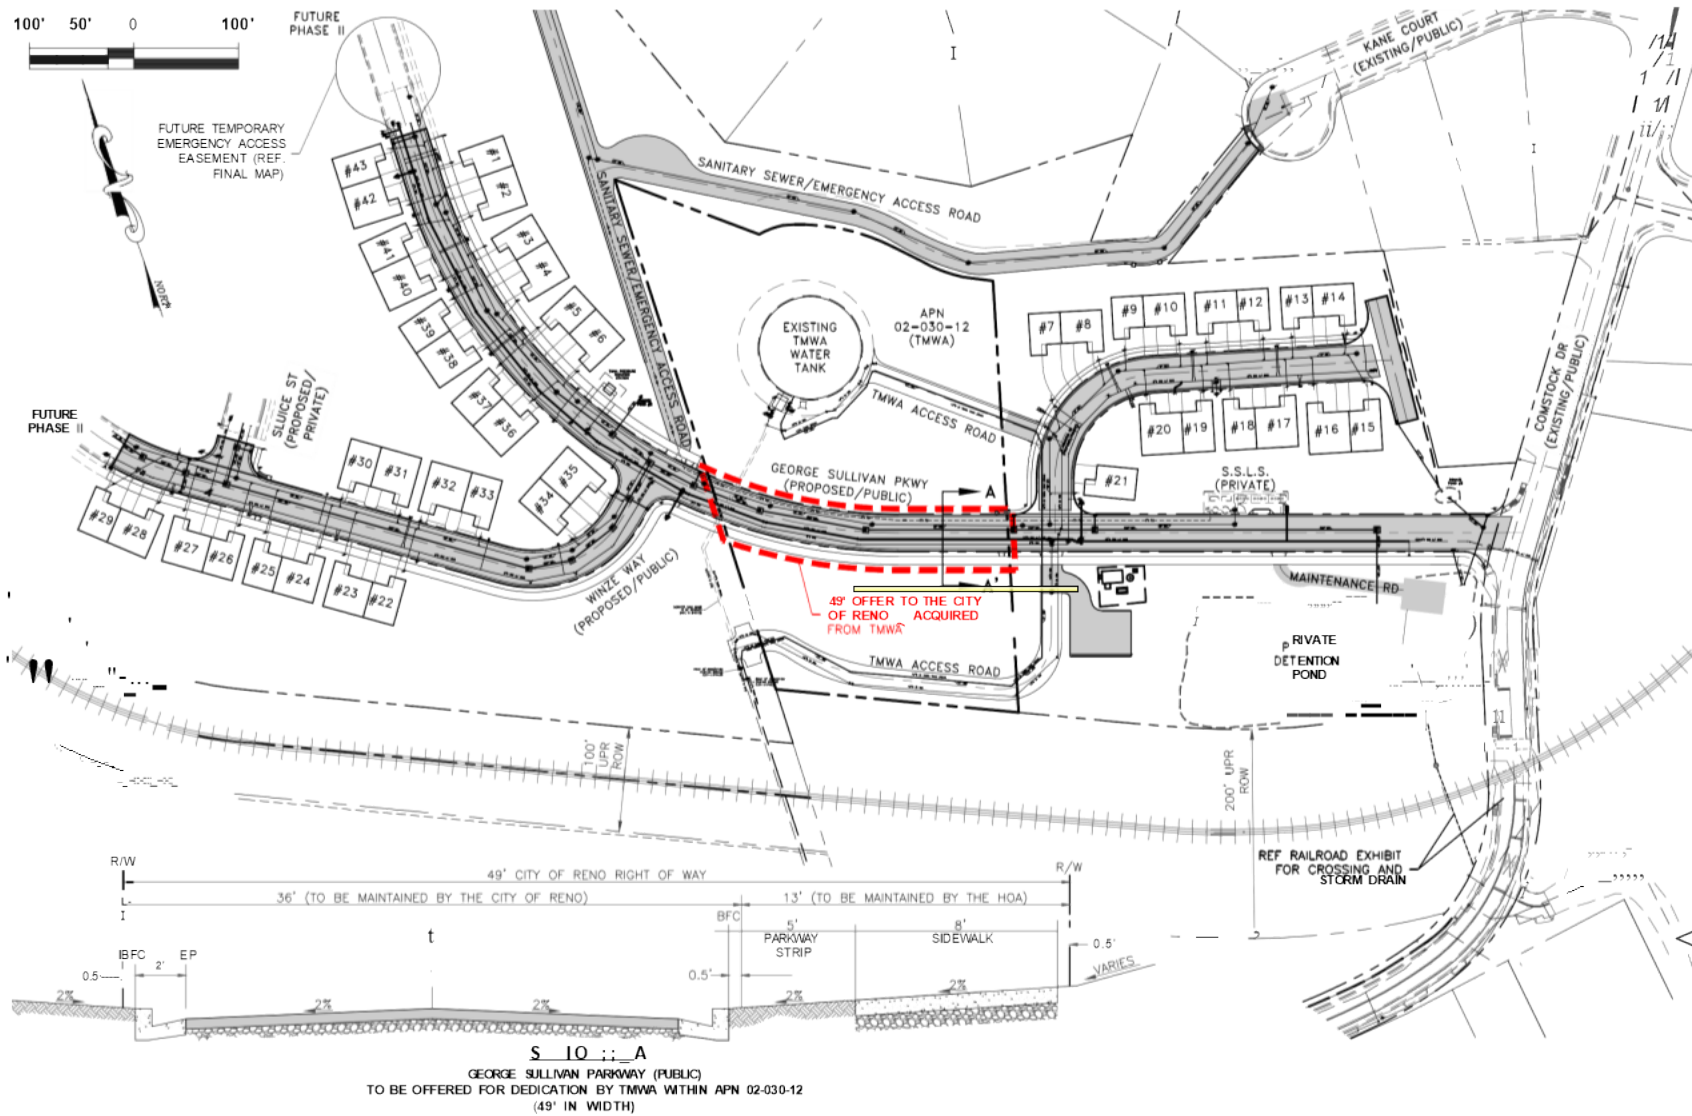 100' 50' 0 100'
FUTURE
PHASE II
KANE COURT
(EXISTING/PUBLIC)
FUTURE TEMPORARY
EMERGENCY ACCESS
EASEMENT (REF.
FINAL MAP)
SANITARY SEWER/EMERGENCY ACCESS ROAD
SANITARY SEWER/EMERGENCY ACCESS ROAD
#43
#42
#41
#40
#39
#38
#37
#36
#1
#2
#3
#4
#5
#6
EXISTING
TMWA
WATER
TANK
APN
02-030-12
(TMWA)
TMWA ACCESS ROAD
#7
#8
#9
#10
#11
#12
#13
#14
#20
#19
#18
#17
#16
#15
#21
COMSTOCK DR
(EXISTING/PUBLIC)
FUTURE
PHASE II
SLUICE ST
(PROPOSED/
PRIVATE)
#30
#31
#32
#33
#34
#35
#29
#28
#27
#26
#25
#24
#23
#22
GEORGE SULLIVAN PKWY
(PROPOSED/PUBLIC)
A
S.S.L.S.
(PRIVATE)
WINZE WAY
(PROPOSED/PUBLIC)
A'
49' OFFER TO THE CITY
OF RENO ACQUIRED
FROM TMWA
MAINTENANCE RD
TMWA ACCESS ROAD
PRIVATE
DETENTION
POND
100'
UPR
ROW
200' UPR
ROW
REF RAILROAD EXHIBIT
FOR CROSSING AND
STORM DRAIN
R/W
R/W
49' CITY OF RENO RIGHT OF WAY
36' (TO BE MAINTAINED BY THE CITY OF RENO)
13' (TO BE MAINTAINED BY THE HOA)
BFC
5'
PARKWAY
STRIP
8'
SIDEWALK
0.5'
VARIES
BFC
EP
0.5'
2'
t
0.5'
2%
2%
2%
2%
2%
S IO ;;_A
GEORGE SULLIVAN PARKWAY (PUBLIC)
TO BE OFFERED FOR DEDICATION BY TMWA WITHIN APN 02-030-12
(49' IN WIDTH)